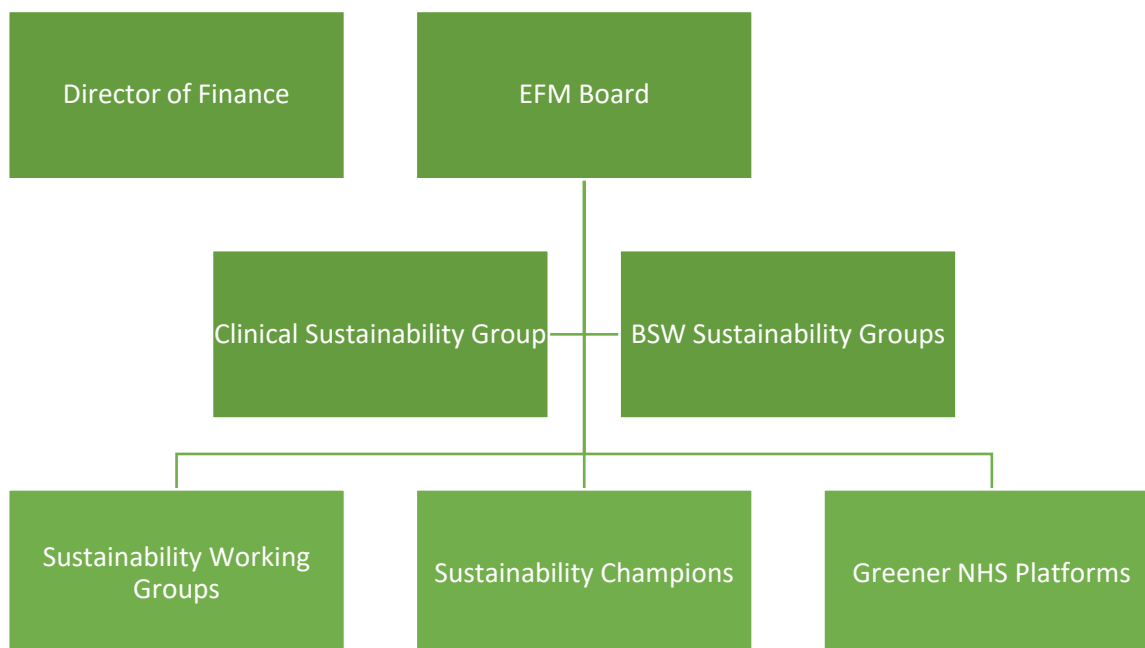 Director of Finance
EFM Board
Clinical Sustainability Group
BSW Sustainability Groups
Sustainability Working
Groups
Sustainability Champions
Greener NHS Platforms